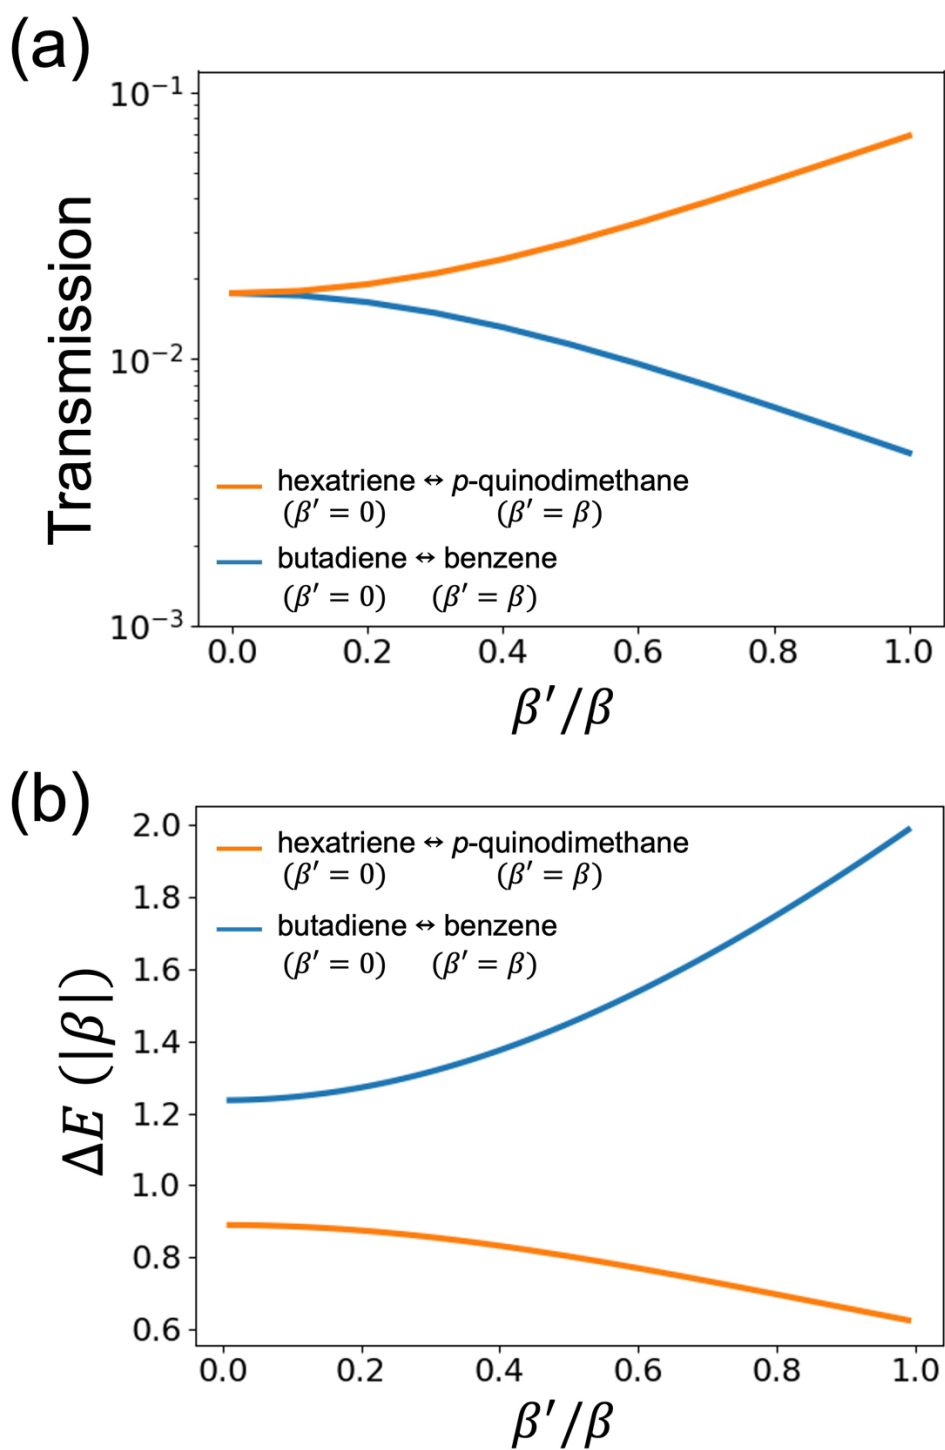 (a)
10⁻¹
10⁻²
10⁻³
Transmission
hexatriene ↔ p-quinodimethane
(β′ = 0) (β′ = β)
butadiene ↔ benzene
(β′ = 0) (β′ = β)
0.0 0.2 0.4 0.6 0.8 1.0
β′/β
(b)
2.0
1.8
1.6
1.4
1.2
1.0
0.8
0.6
ΔE (|β|)
hexatriene ↔ p-quinodimethane
(β′ = 0) (β′ = β)
butadiene ↔ benzene
(β′ = 0) (β′ = β)
0.0 0.2 0.4 0.6 0.8 1.0
β′/β